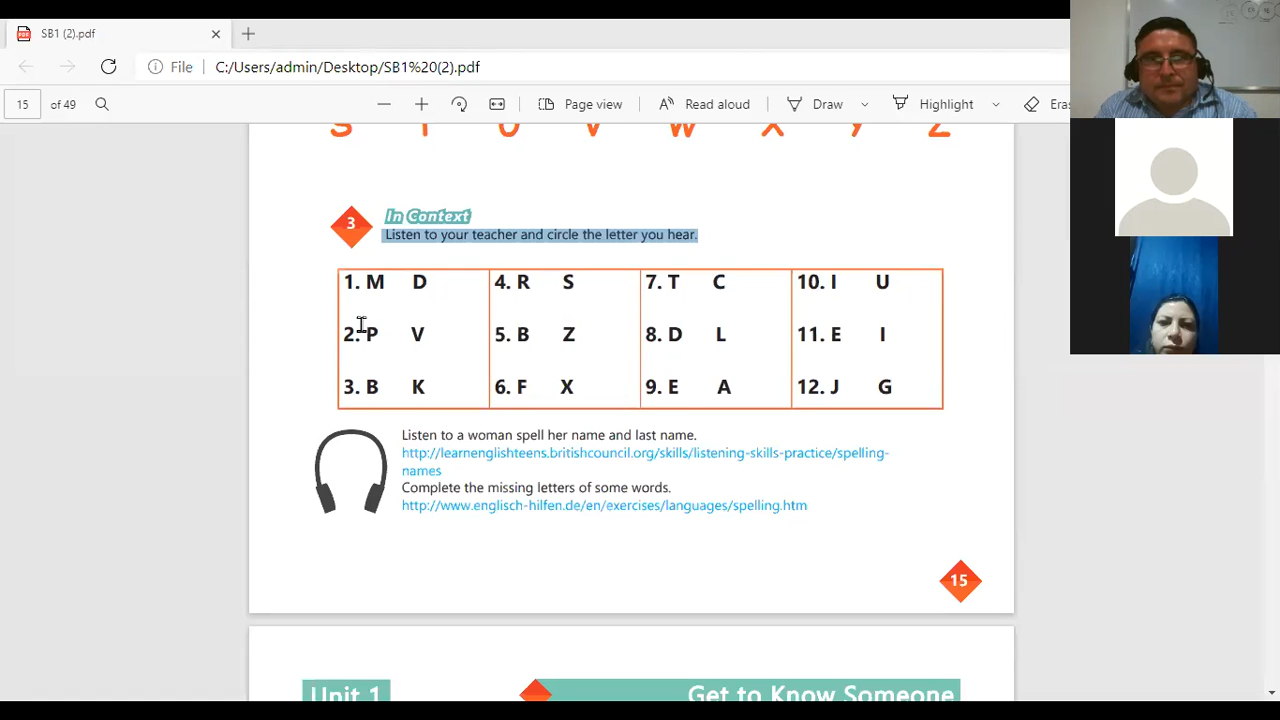 SB1 (2).pdf
File
C:/Users/admin/Desktop/SB1%20(2).pdf
15 of 49
Page view
Read aloud
Draw
Highlight
Eras
S T U V W X Y Z
3
In Context
Listen to your teacher and circle the letter you hear.
1. M D 4. R S 7. T C 10. I U
2. P V 5. B Z 8. D L 11. E I
3. B K 6. F X 9. E A 12. J G
Listen to a woman spell her name and last name.
http://learnenglishteens.britishcouncil.org/skills/listening-skills-practice/spelling-
names
Complete the missing letters of some words.
http://www.englisch-hilfen.de/en/exercises/languages/spelling.htm
15
Unit 1
Get to Know Someone